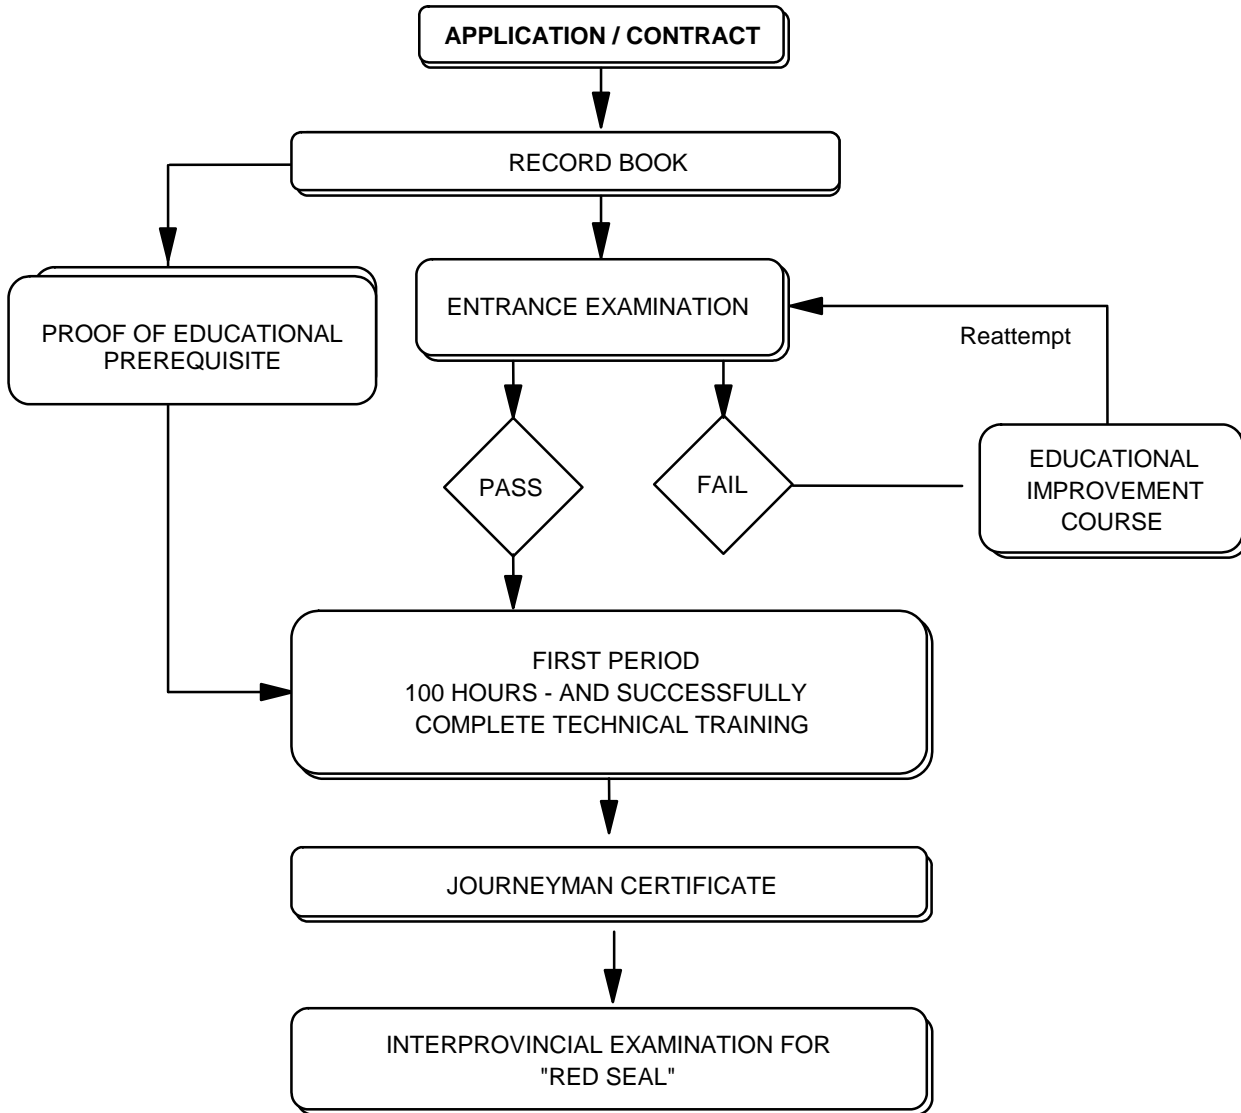 APPLICATION / CONTRACT
RECORD BOOK
PROOF OF EDUCATIONAL
PREREQUISITE
ENTRANCE EXAMINATION
Reattempt
PASS
FAIL
EDUCATIONAL
IMPROVEMENT
COURSE
FIRST PERIOD
100 HOURS - AND SUCCESSFULLY
COMPLETE TECHNICAL TRAINING
JOURNEYMAN CERTIFICATE
INTERPROVINCIAL EXAMINATION FOR
"RED SEAL"